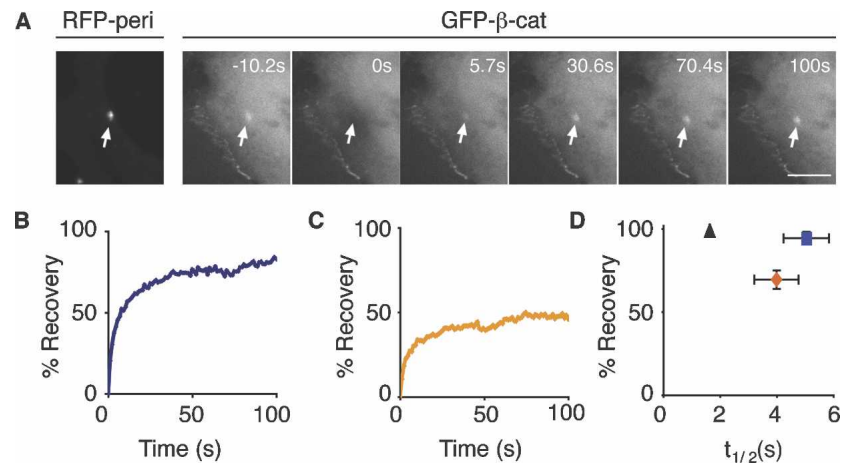 A
RFP-peri
GFP-β-cat
-10.2s
0s
5.7s
30.6s
70.4s
100s
B
C
D
100
50
0
% Recovery
0
50
100
Time (s)
100
50
0
% Recovery
0
50
100
Time (s)
100
50
0
% Recovery
0
2
4
6
t1/2(s)